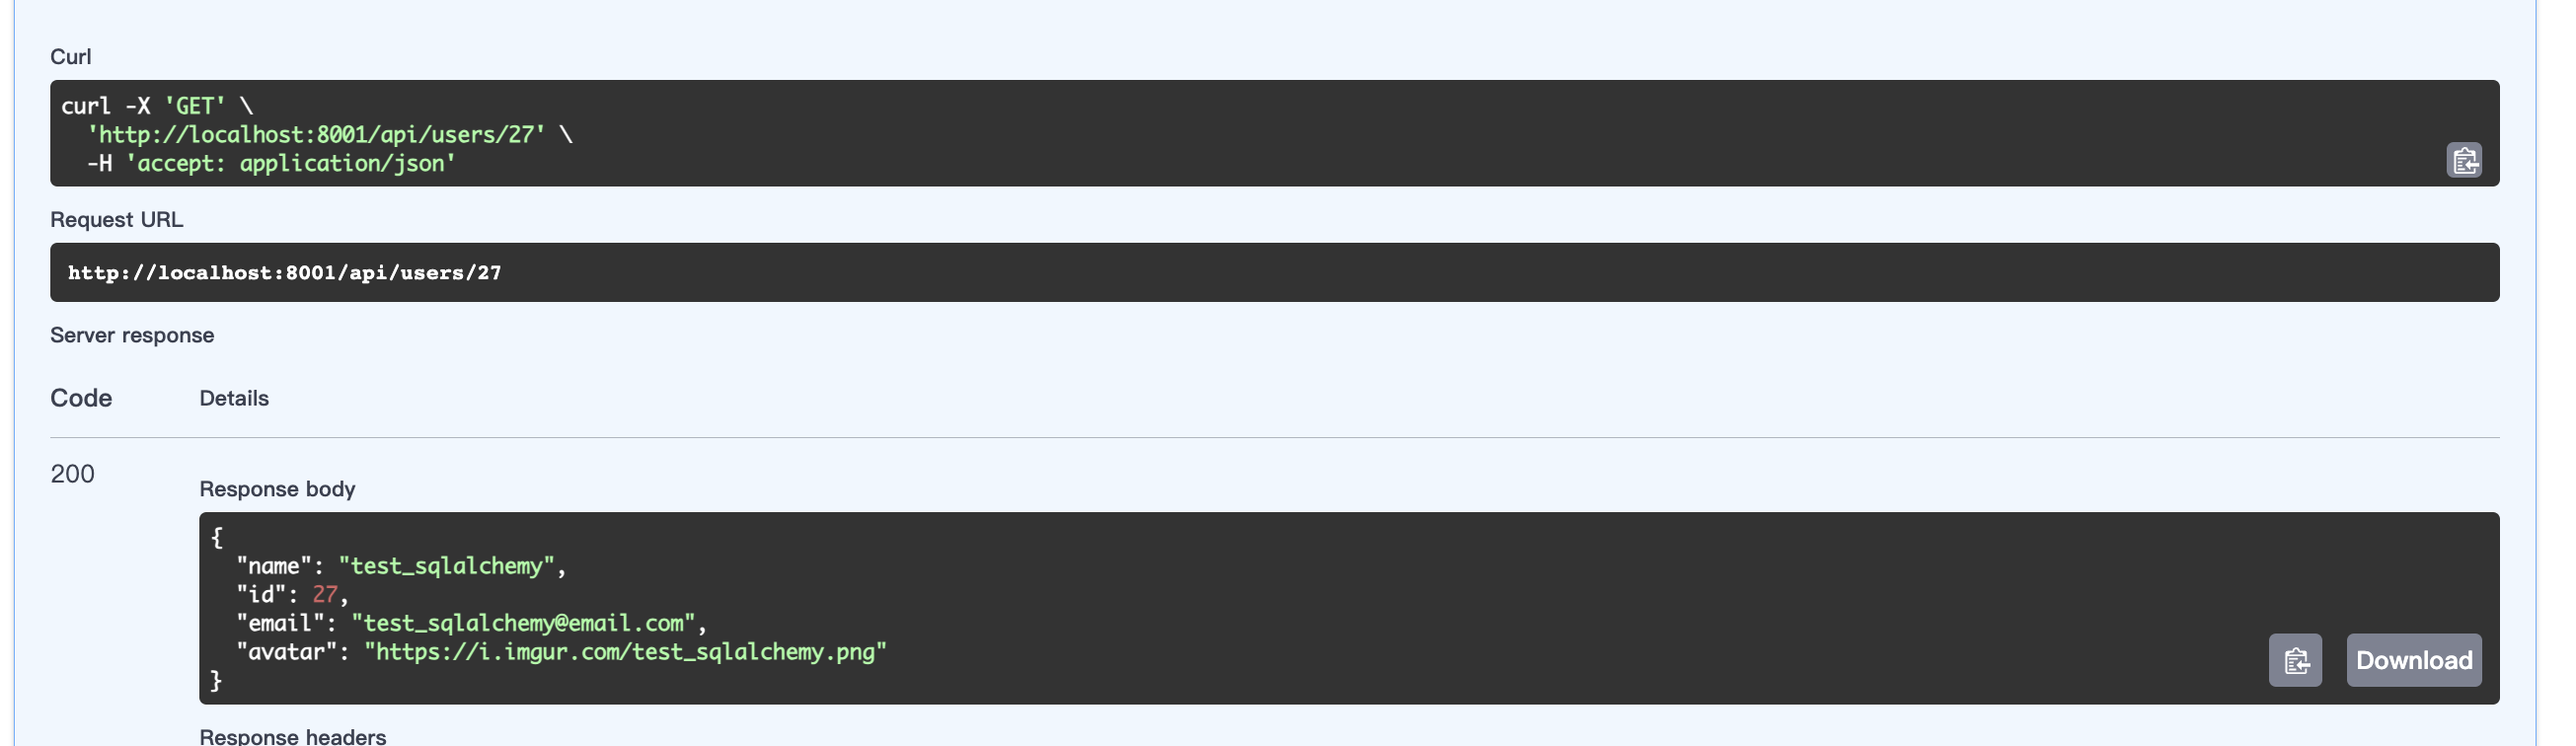 Curl
curl -X 'GET' \
  'http://localhost:8001/api/users/27' \
  -H 'accept: application/json'
Request URL
http://localhost:8001/api/users/27
Server response
Code Details
200
Response body
{
  "name": "test_sqlalchemy",
  "id": 27,
  "email": "test_sqlalchemy@email.com",
  "avatar": "https://i.imgur.com/test_sqlalchemy.png"
}
Download
Response headers